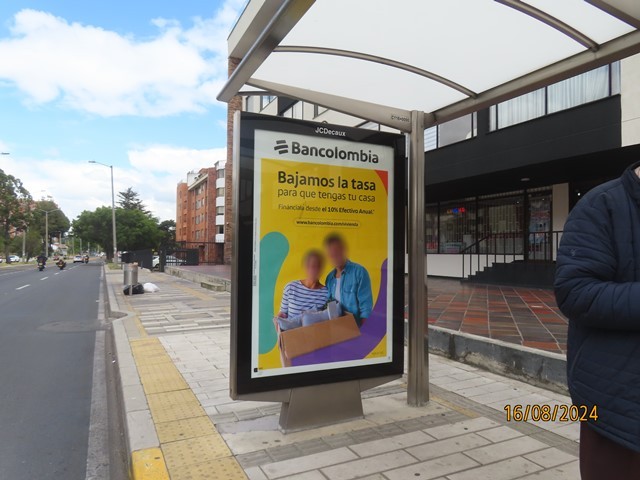 JCDecaux
Bancolombia
Bajamos la tasa
para que tengas tu casa
Financiala desde el 10% Efectivo Anual*
www.bancolombia.com/vivienda
16/08/2024